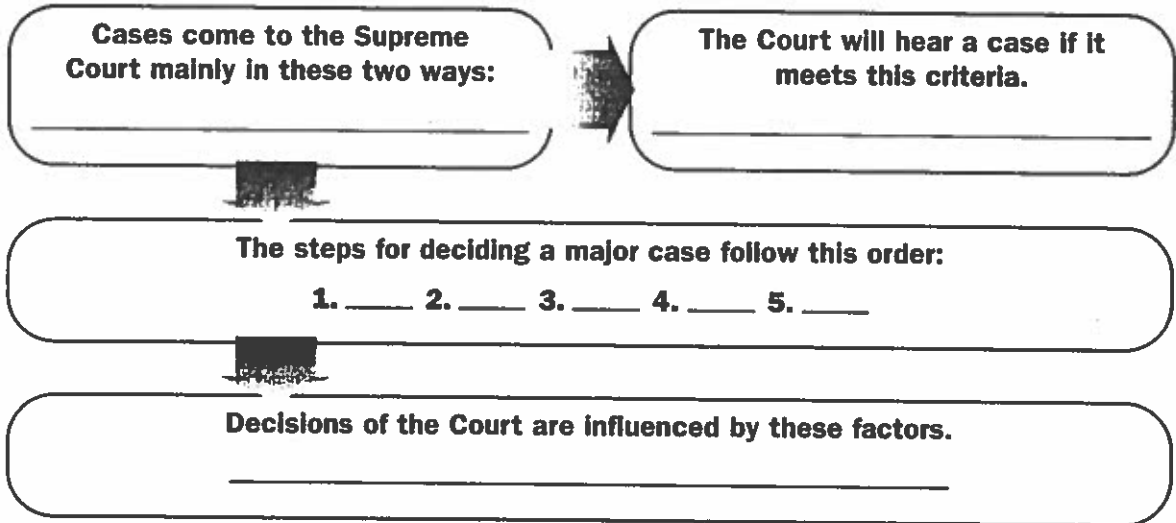 Cases come to the Supreme
Court mainly in these two ways:
The Court will hear a case if it
meets this criteria.
The steps for deciding a major case follow this order:
1. ____ 2. ____ 3. ____ 4. ____ 5. ____
Decisions of the Court are influenced by these factors.